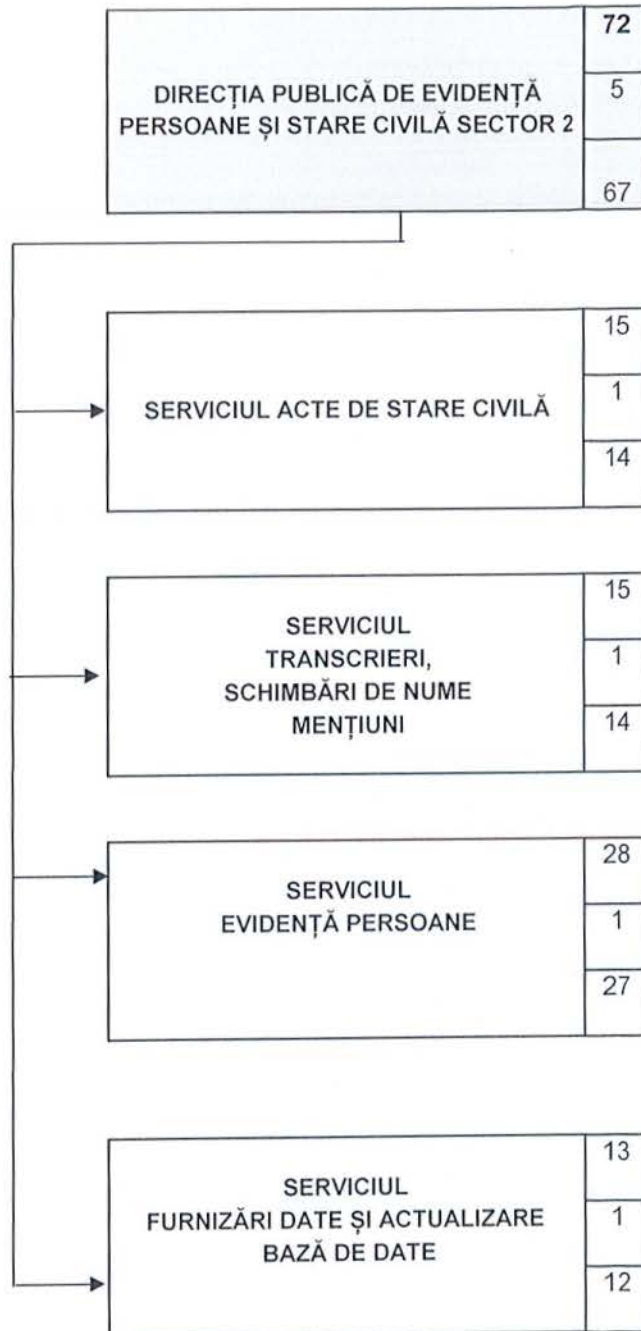 72
DIRECȚIA PUBLICĂ DE EVIDENȚĂ
PERSOANE ȘI STARE CIVILĂ SECTOR 2
5
67
15
SERVICIUL ACTE DE STARE CIVILĂ
1
14
15
SERVICIUL
TRANSCRIERI,
SCHIMBĂRI DE NUME
MENȚIUNI
1
14
28
SERVICIUL
EVIDENȚĂ PERSOANE
1
27
13
SERVICIUL
FURNIZĂRI DATE ȘI ACTUALIZARE
BAZĂ DE DATE
1
12